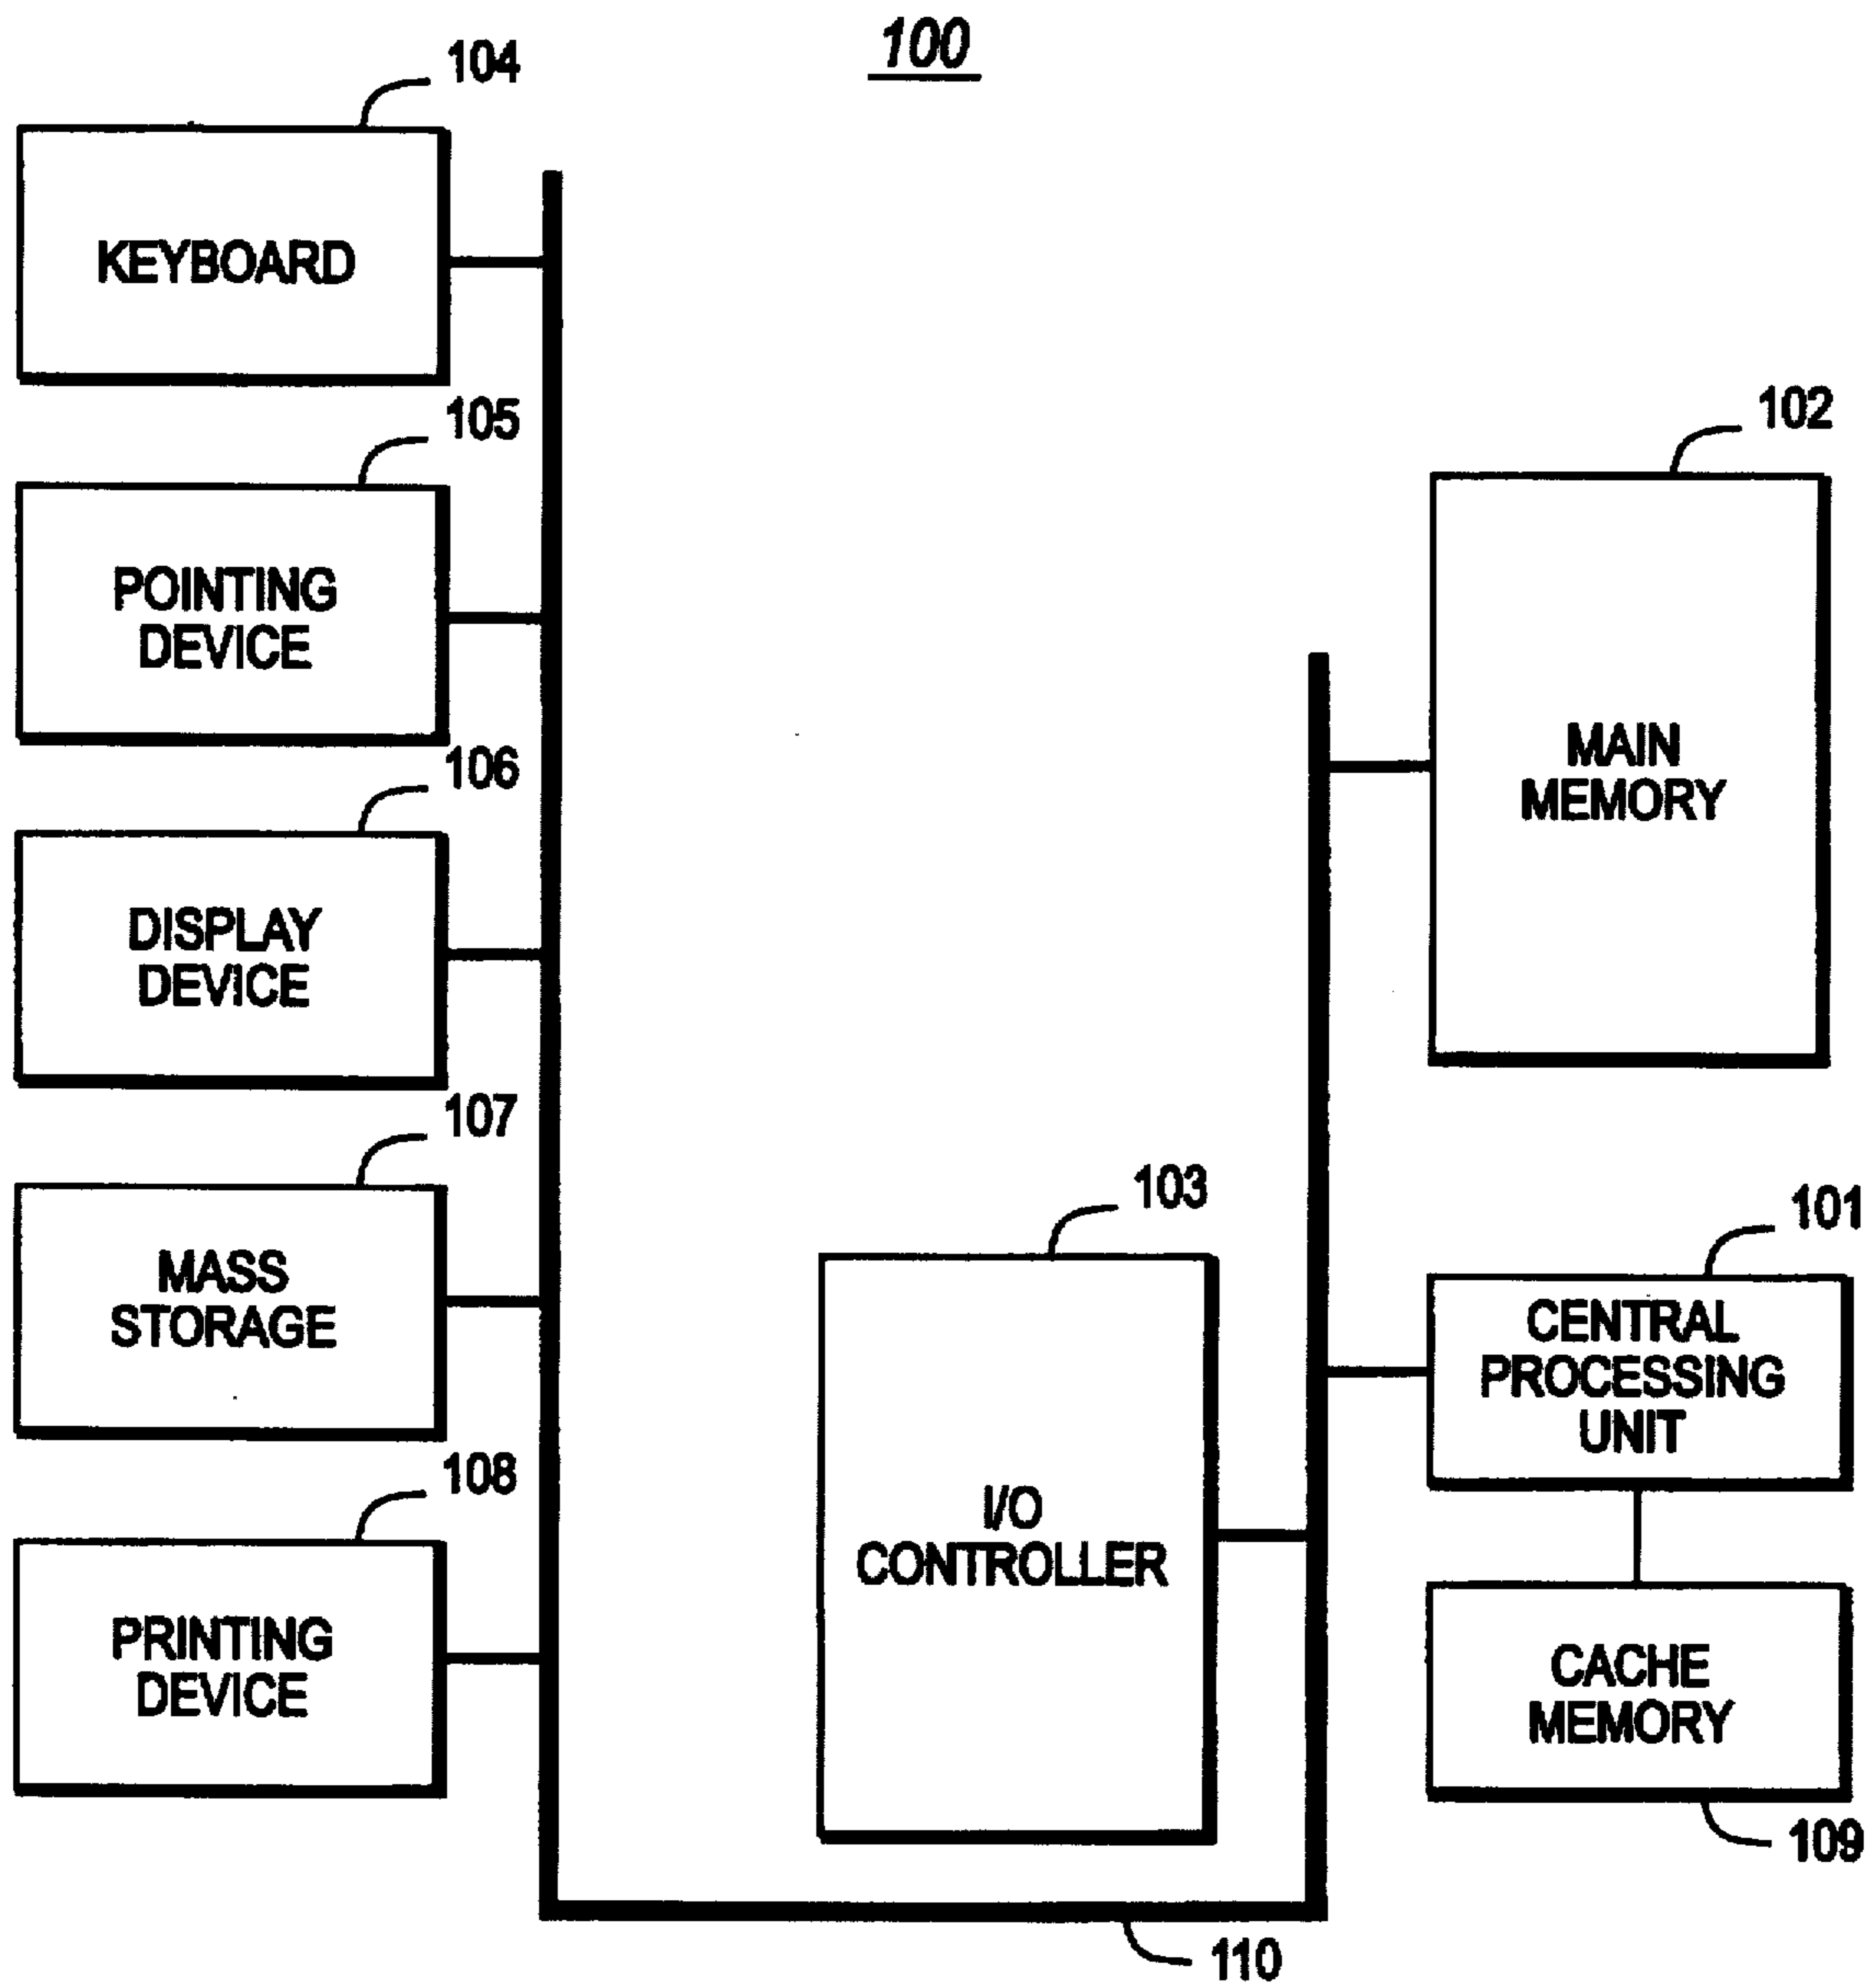 100
104
KEYBOARD
105
POINTING
DEVICE
106
DISPLAY
DEVICE
107
MASS
STORAGE
108
PRINTING
DEVICE
102
MAIN
MEMORY
103
I/O
CONTROLLER
101
CENTRAL
PROCESSING
UNIT
CACHE
MEMORY
109
110